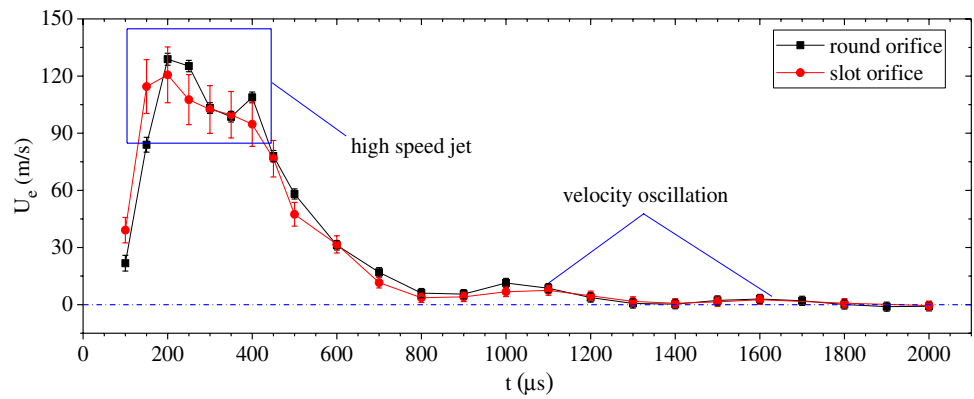 150
120
90
60
30
0
U_e (m/s)
round orifice
slot orifice
high speed jet
velocity oscillation
0 200 400 600 800 1000 1200 1400 1600 1800 2000
t (μs)